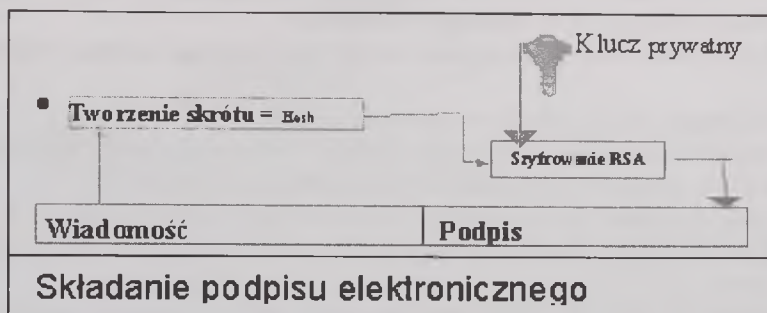 Klucz prywatny
Tworzenie skrótu = Hash
Szyfrowanie RSA
Wiadomość
Podpis
Składanie podpisu elektronicznego